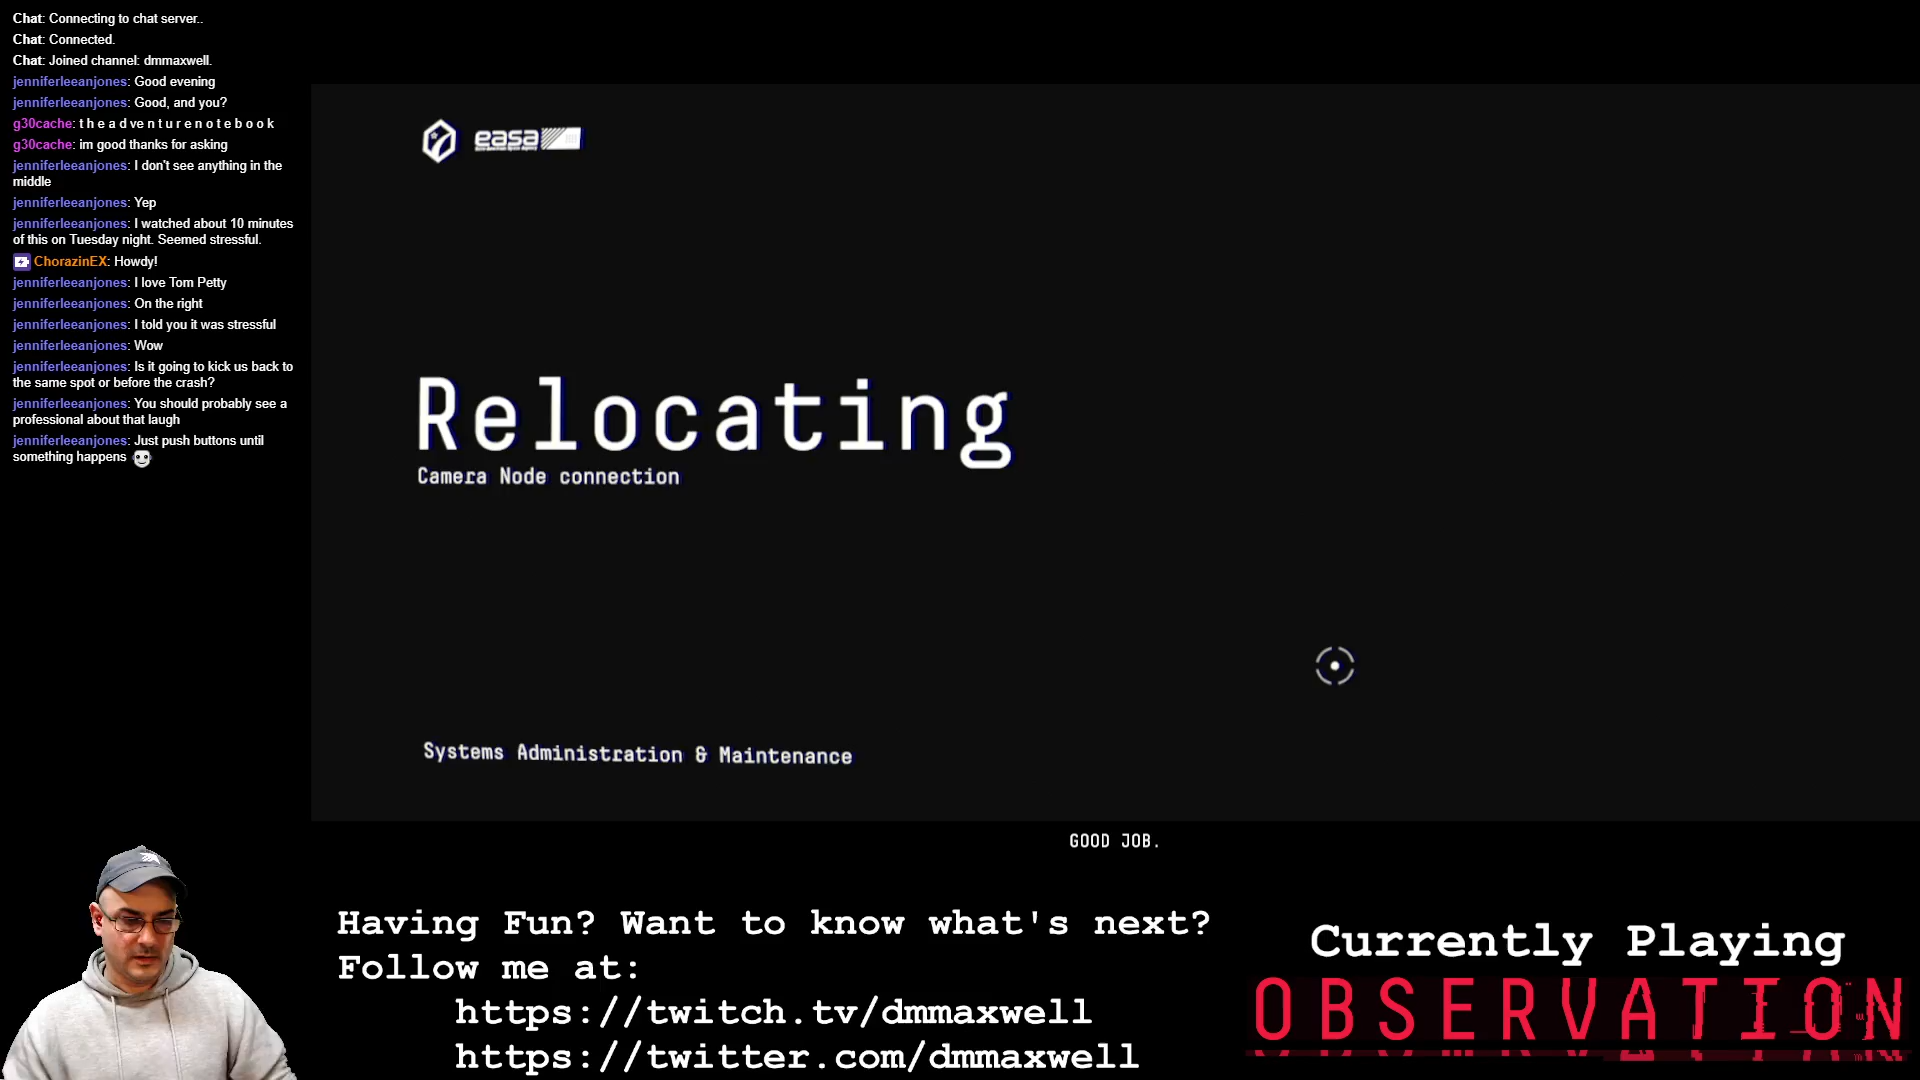 Chat: Connecting to chat server..
Chat: Connected.
Chat: Joined channel: dmmaxwell.
jenniferleeanjones: Good evening
jenniferleeanjones: Good, and you?
g30cache: t h e a d v e n t u r e n o t e b o o k
g30cache: im good thanks for asking
jenniferleeanjones: I don't see anything in the
middle
jenniferleeanjones: Yep
jenniferleeanjones: I watched about 10 minutes
of this on Tuesday night. Seemed stressful.
ChorazinEX: Howdy!
jenniferleeanjones: I love Tom Petty
jenniferleeanjones: On the right
jenniferleeanjones: I told you it was stressful
jenniferleeanjones: Wow
jenniferleeanjones: Is it going to kick us back to
the same spot or before the crash?
jenniferleeanjones: You should probably see a
professional about that laugh
jenniferleeanjones: Just push buttons until
something happens
easa
Relocating
Camera Node connection
Systems Administration & Maintenance
GOOD JOB.
Having Fun? Want to know what's next?
Follow me at:
https://twitch.tv/dmmaxwell
https://twitter.com/dmmaxwell
Currently Playing
OBSERVATION